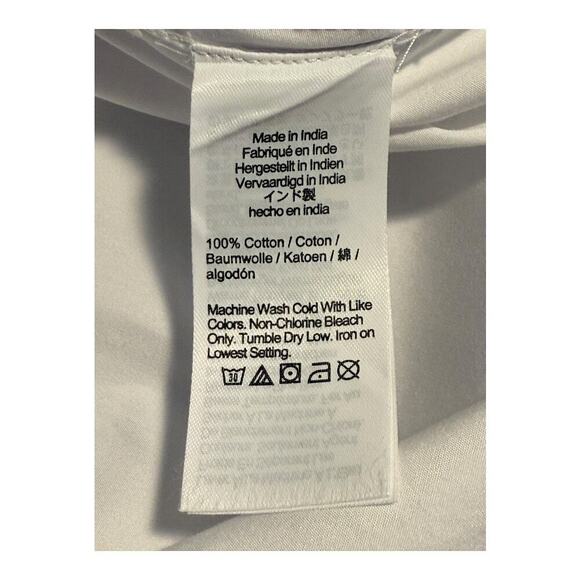 Made in India
Fabriqué en Inde
Hergestellt in Indien
Vervaardigd in India
インド製
hecho en india
100% Cotton / Coton /
Baumwolle / Katoen / 綿 /
algodón
Machine Wash Cold With Like
Colors. Non-Chlorine Bleach
Only. Tumble Dry Low. Iron on
Lowest Setting.
30